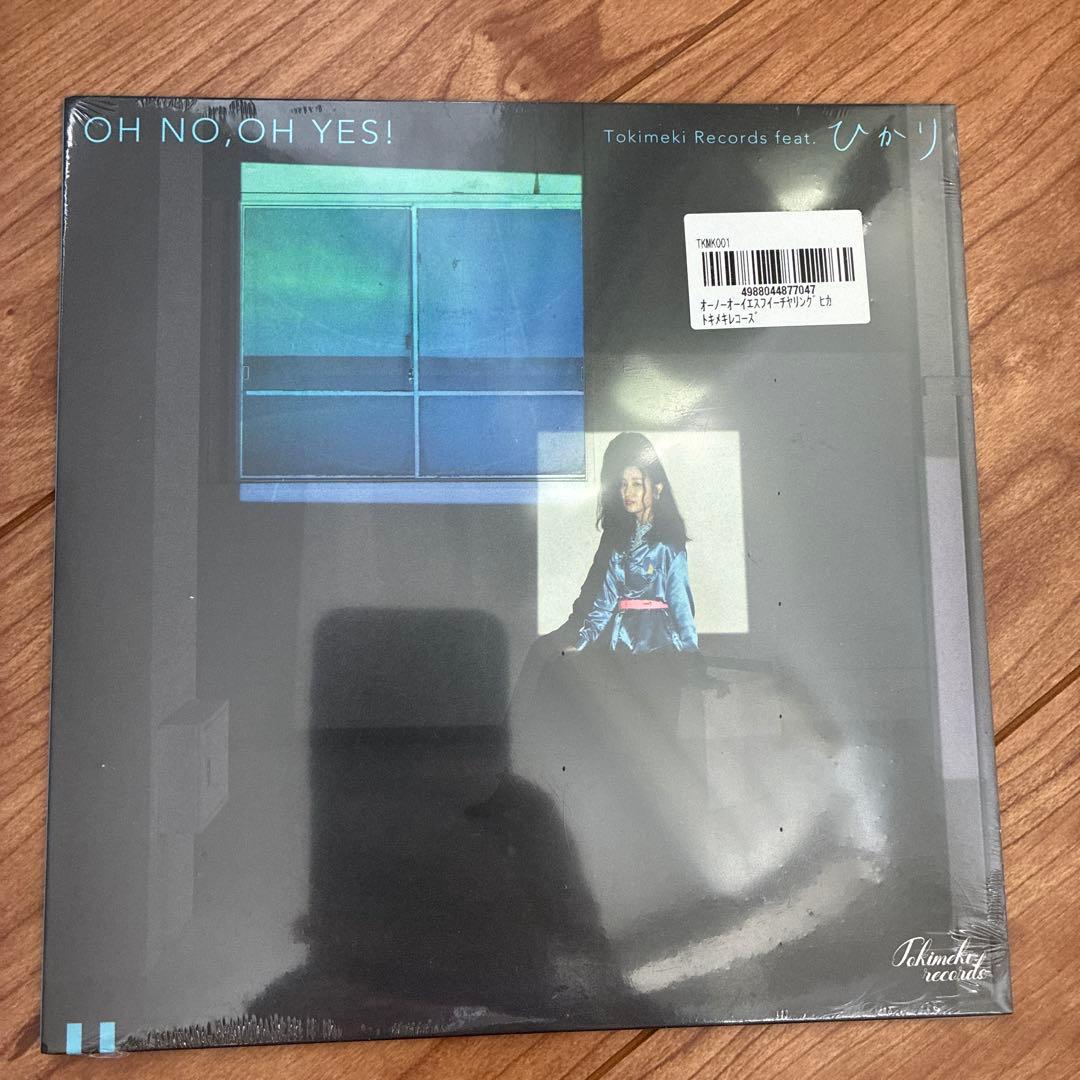 OH NO,OH YES!
Tokimeki Records feat. ひかり
TKMK001
4988044877047
オーノーオーイエスフイーチヤリング゛ヒカ
トキメキレコース゛
Tokimeki
records